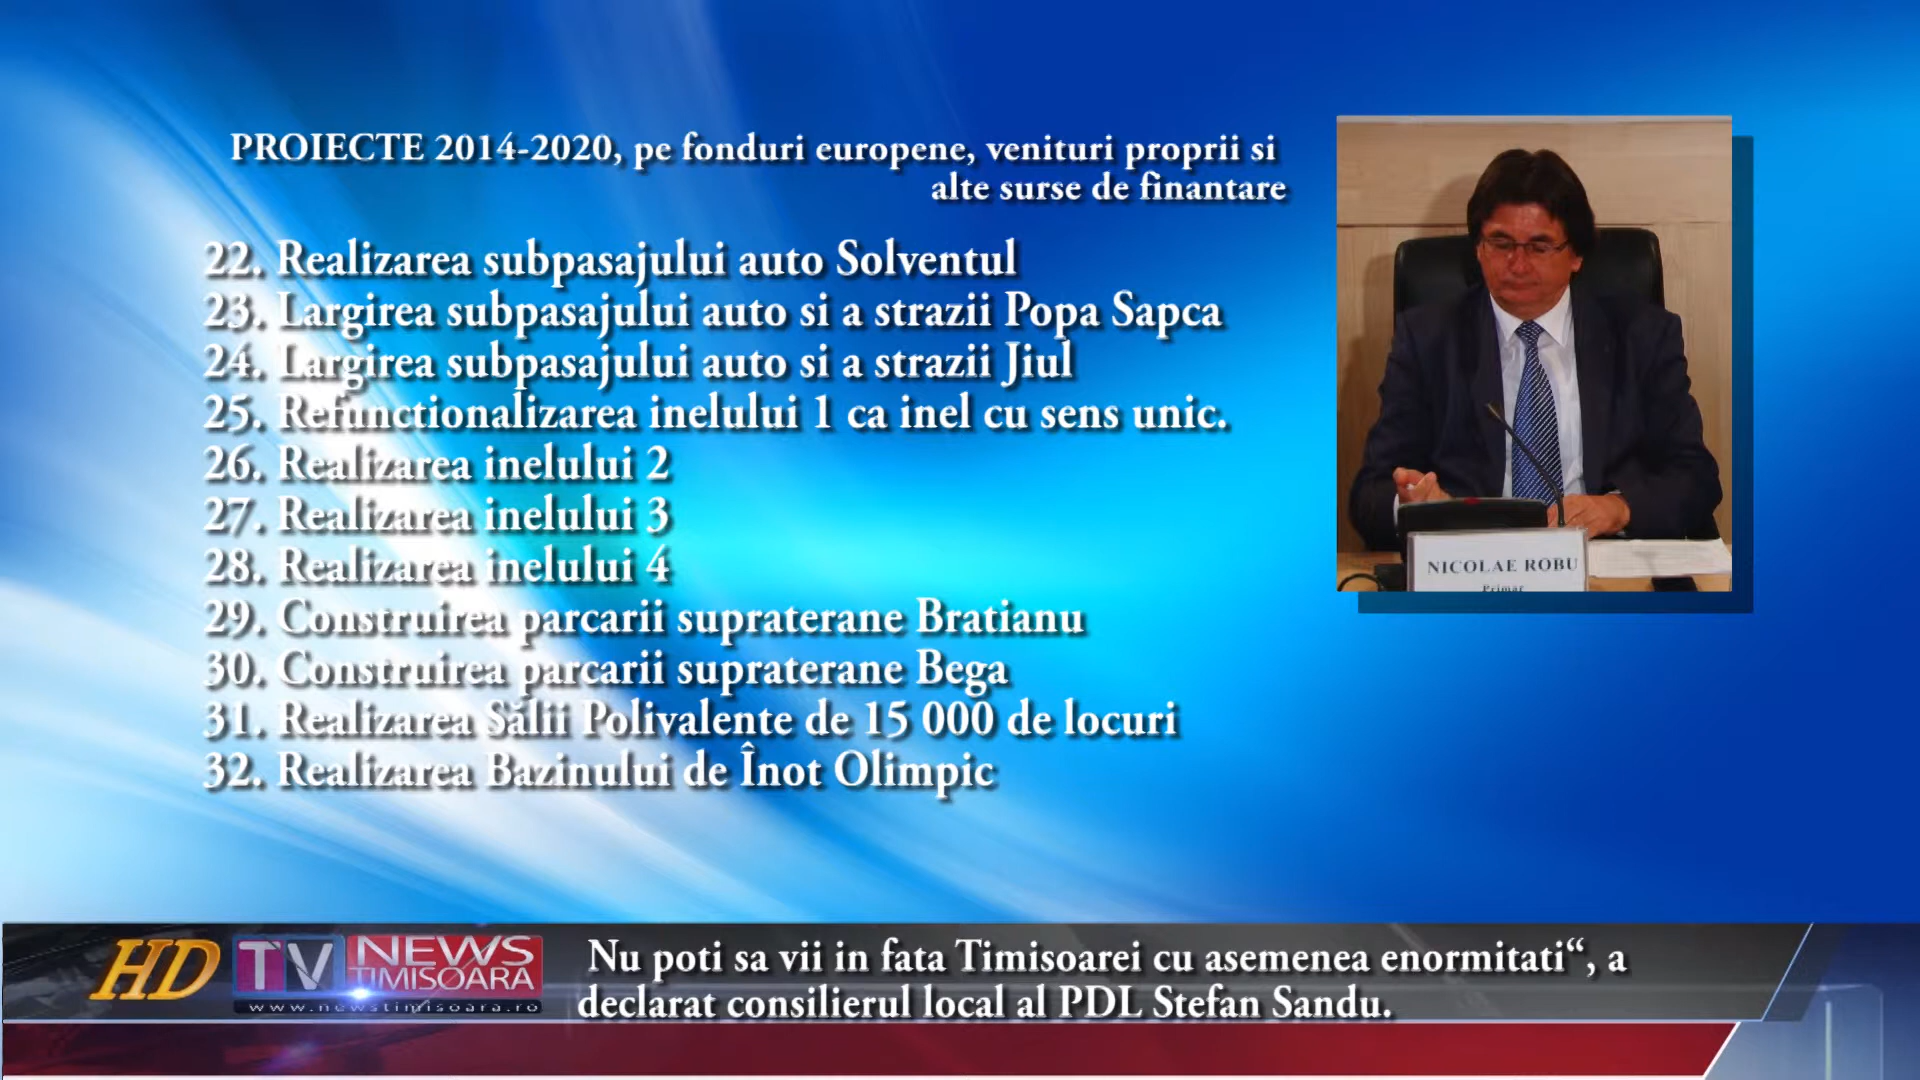 PROIECTE 2014-2020, pe fonduri europene, venituri proprii si
alte surse de finantare
22. Realizarea subpasajului auto Solventul
23. Largirea subpasajului auto si a strazii Popa Sapca
24. Largirea subpasajului auto si a strazii Jiul
25. Refunctionalizarea inelului 1 ca inel cu sens unic.
26. Realizarea inelului 2
27. Realizarea inelului 3
28. Realizarea inelului 4
29. Construirea parcarii supraterane Bratianu
30. Construirea parcarii supraterane Bega
31. Realizarea Sălii Polivalente de 15 000 de locuri
32. Realizarea Bazinului de Înot Olimpic
NICOLAE ROBU
Primar
HD TV NEWS
TIMISOARA
www.newstimisoara.ro
Nu poti sa vii in fata Timisoarei cu asemenea enormitati“, a
declarat consilierul local al PDL Stefan Sandu.